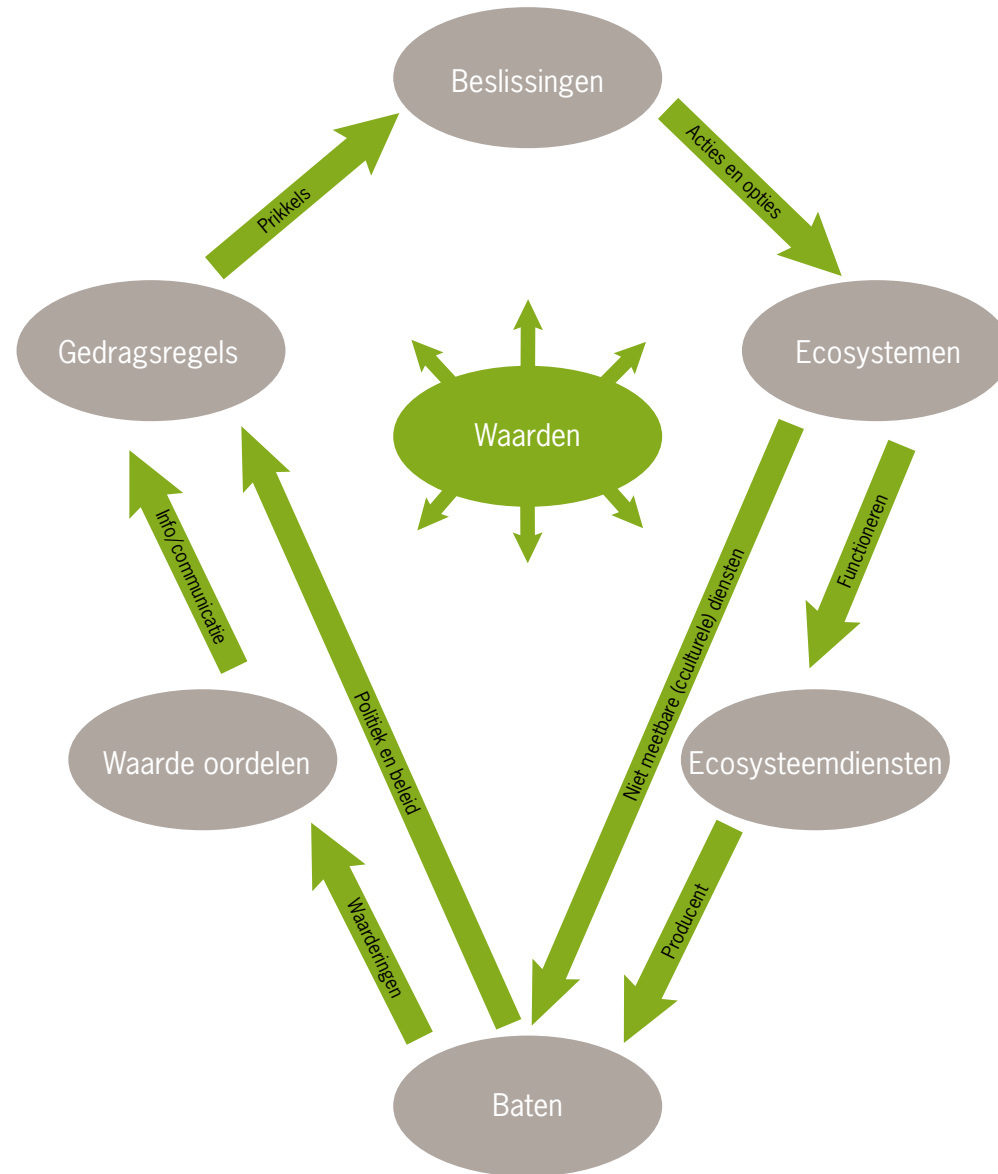 Beslissingen
Prikkels
Acties en opties
Gedragsregels
Ecosystemen
Waarden
Info/communicatie
Politiek en beleid
Niet meetbare (cculturele) diensten
Functioneren
Waarde oordelen
Ecosysteemdiensten
Waarderingen
Producent
Baten